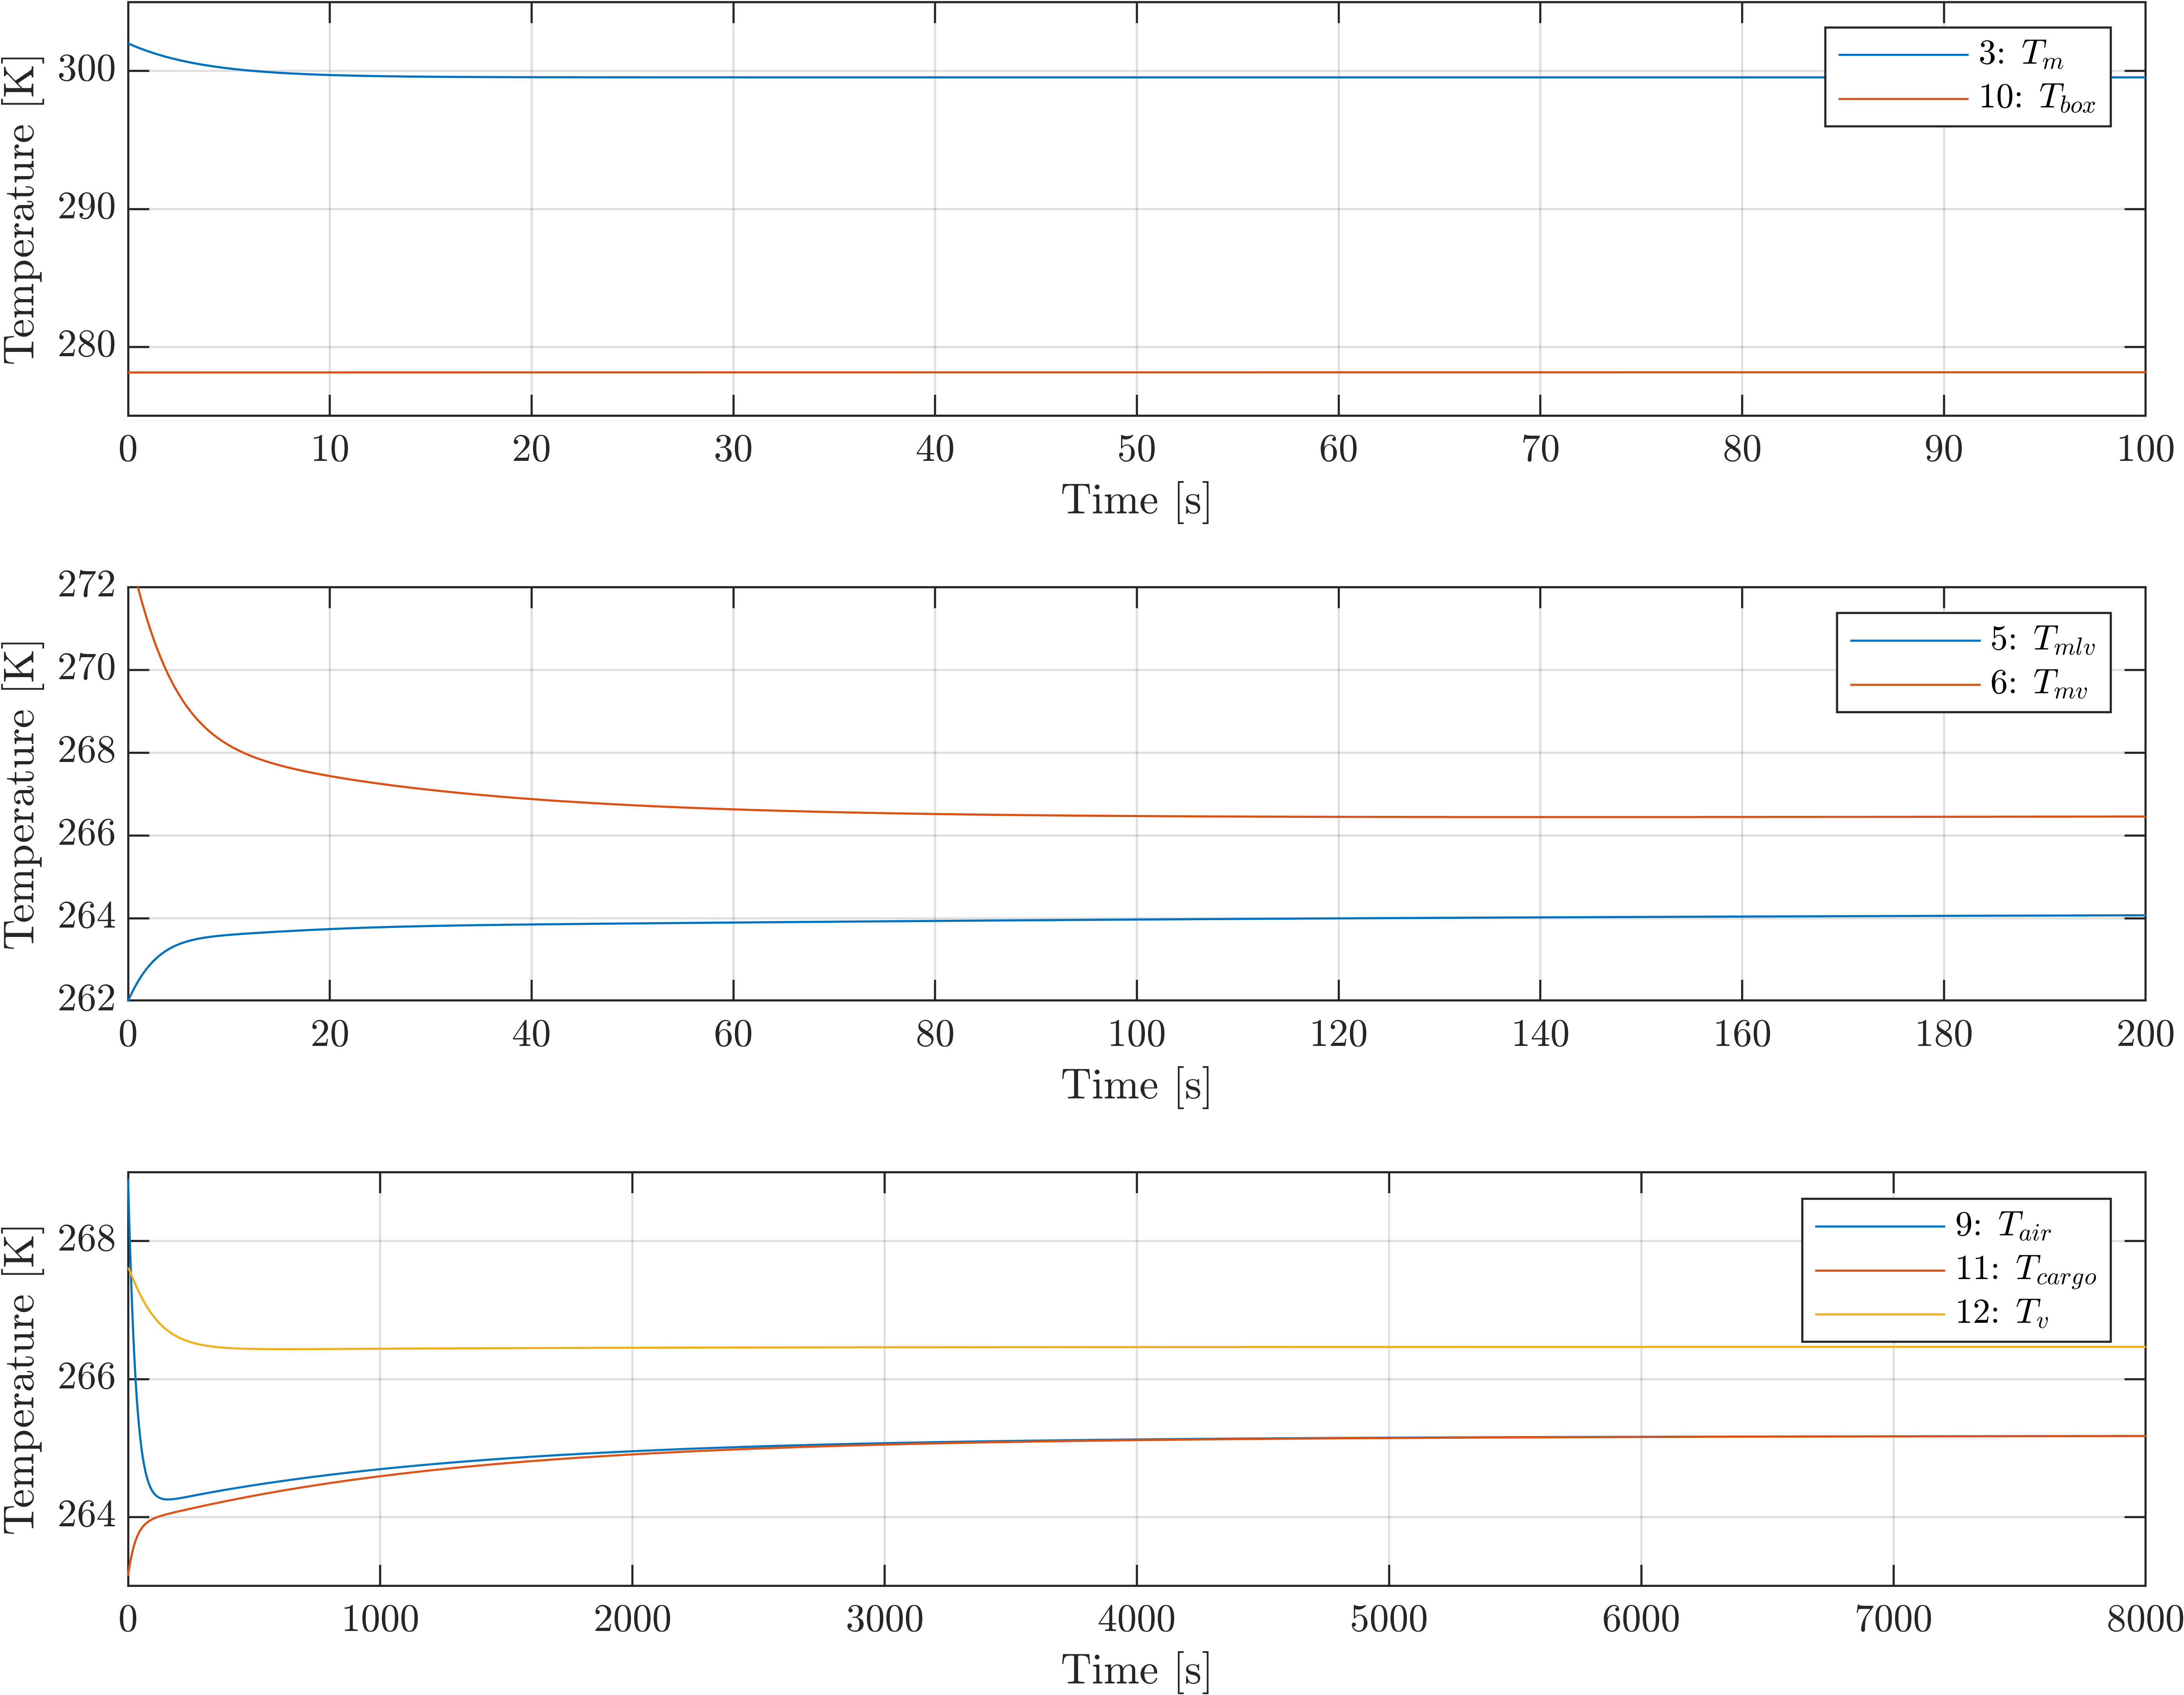 Temperature [K]
300
290
280
3: T_m
10: T_box
0 10 20 30 40 50 60 70 80 90 100
Time [s]
Temperature [K]
272
270
268
266
264
262
5: T_mlv
6: T_mv
0 20 40 60 80 100 120 140 160 180 200
Time [s]
Temperature [K]
268
266
264
9: T_air
11: T_cargo
12: T_v
0 1000 2000 3000 4000 5000 6000 7000 8000
Time [s]